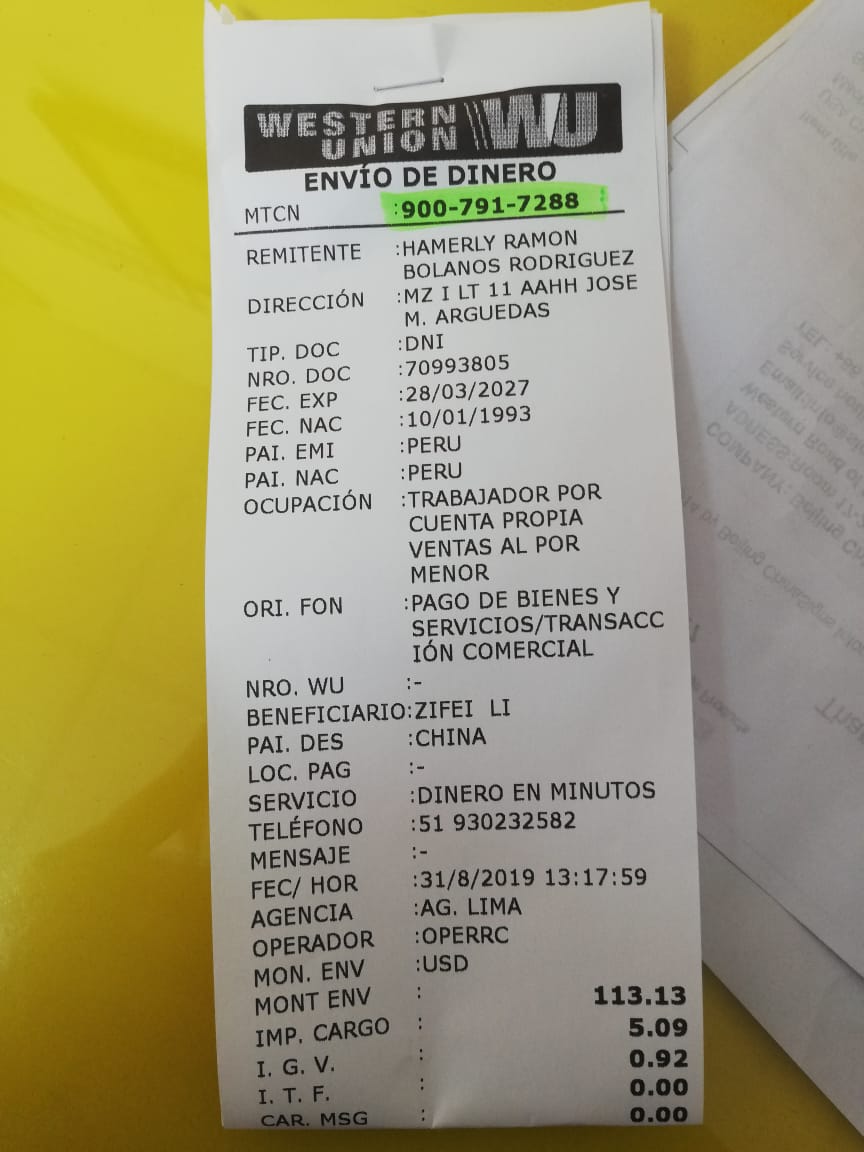 WESTERN UNION WU
ENVÍO DE DINERO
MTCN :900-791-7288
REMITENTE :HAMERLY RAMON
BOLANOS RODRIGUEZ
DIRECCIÓN :MZ I LT 11 AAHH JOSE
M. ARGUEDAS
TIP. DOC :DNI
NRO. DOC :70993805
FEC. EXP :28/03/2027
FEC. NAC :10/01/1993
PAI. EMI :PERU
PAI. NAC :PERU
OCUPACIÓN :TRABAJADOR POR
CUENTA PROPIA
VENTAS AL POR
MENOR
ORI. FON :PAGO DE BIENES Y
SERVICIOS/TRANSACC
IÓN COMERCIAL
NRO. WU :-
BENEFICIARIO:ZIFEI LI
PAI. DES :CHINA
LOC. PAG :-
SERVICIO :DINERO EN MINUTOS
TELÉFONO :51 930232582
MENSAJE :-
FEC/ HOR :31/8/2019 13:17:59
AGENCIA :AG. LIMA
OPERADOR :OPERRC
MON. ENV :USD
MONT ENV : 113.13
IMP. CARGO : 5.09
I. G. V. : 0.92
I. T. F. : 0.00
CAR. MSG : 0.00